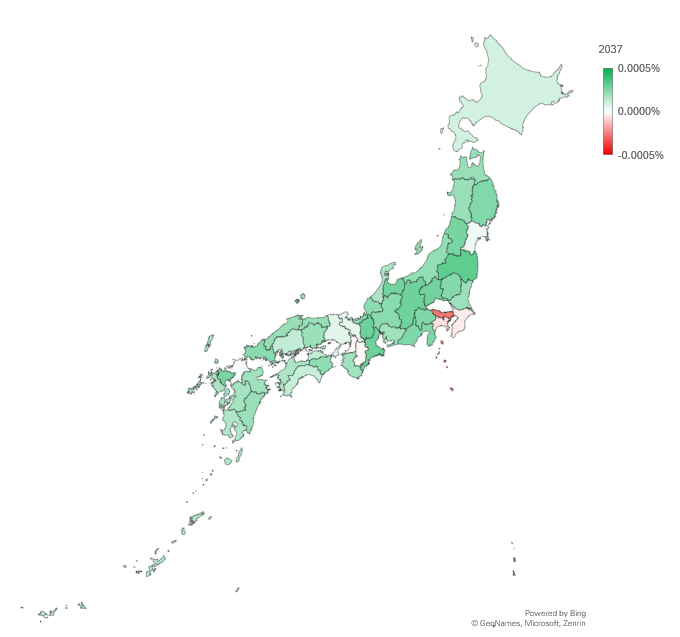 2037
0.0005%
0.0000%
-0.0005%
Powered by Bing
© GeoNames, Microsoft, Zenrin